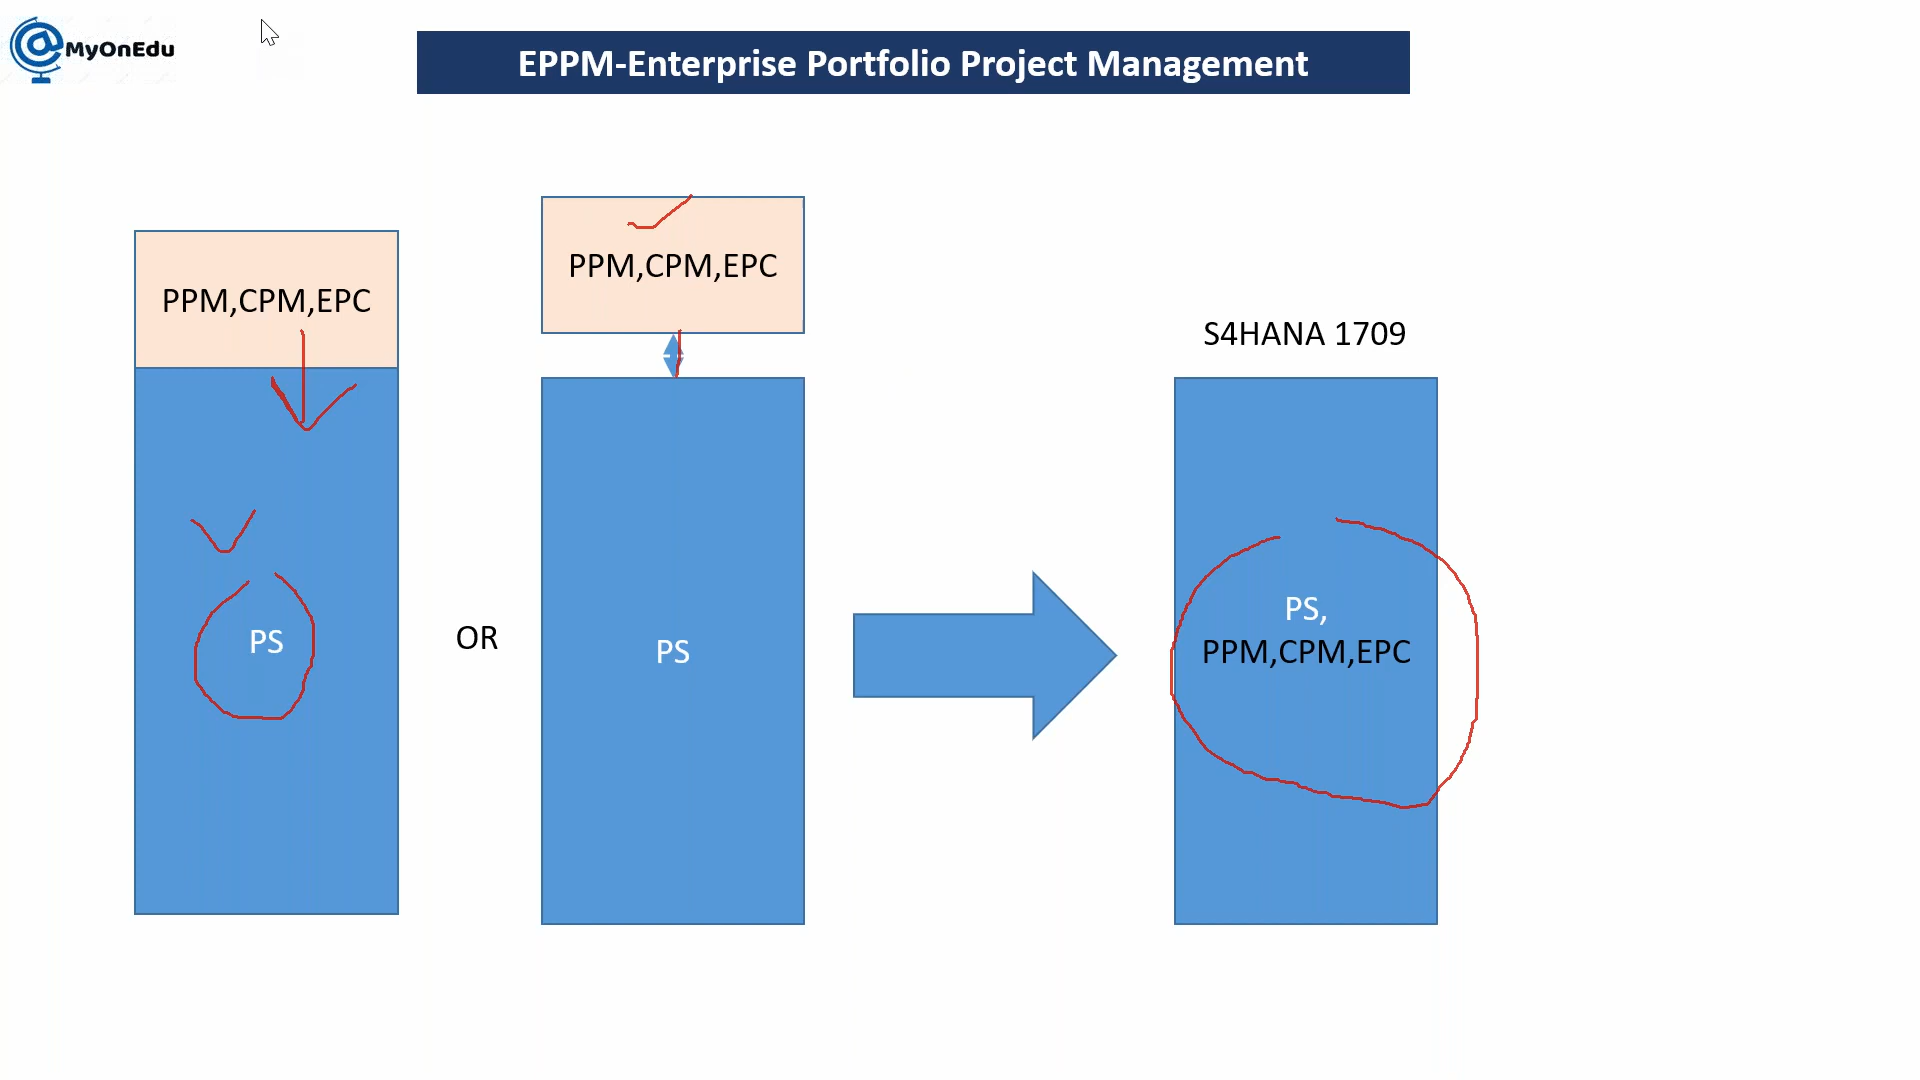 MyOnEdu
EPPM-Enterprise Portfolio Project Management
PPM,CPM,EPC
PS
OR
PPM,CPM,EPC
PS
S4HANA 1709
PS,
PPM,CPM,EPC